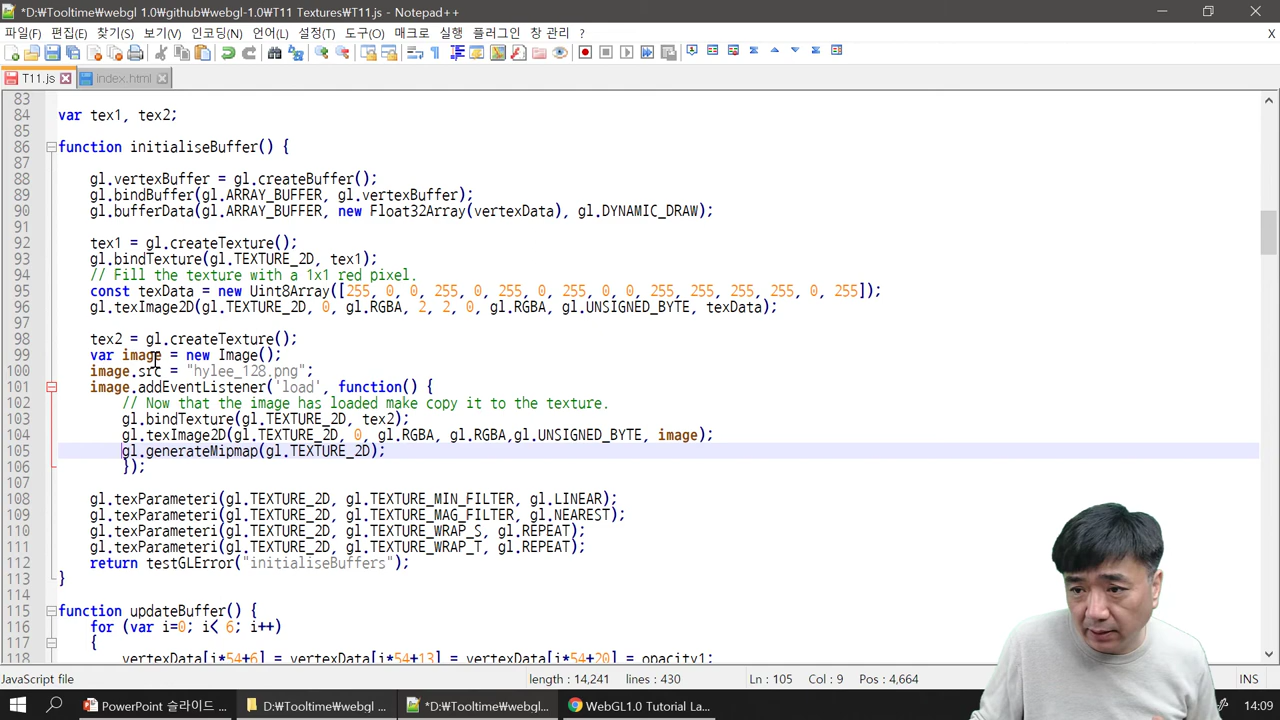 *D:₩Tooltime₩webgl 1.0₩github₩webgl-1.0₩T11 Textures₩T11.js - Notepad++
파일(F) 편집(E) 찾기(S) 보기(V) 인코딩(N) 언어(L) 설정(T) 도구(O) 매크로 실행 플러그인 창 관리 ? X
T11.js index.html
83
84 var tex1, tex2;
85
86 function initialiseBuffer() {
87
88 gl.vertexBuffer = gl.createBuffer();
89 gl.bindBuffer(gl.ARRAY_BUFFER, gl.vertexBuffer);
90 gl.bufferData(gl.ARRAY_BUFFER, new Float32Array(vertexData), gl.DYNAMIC_DRAW);
91
92 tex1 = gl.createTexture();
93 gl.bindTexture(gl.TEXTURE_2D, tex1);
94 // Fill the texture with a 1x1 red pixel.
95 const texData = new Uint8Array([255, 0, 0, 255, 0, 255, 0, 255, 0, 0, 255, 255, 255, 255, 0, 255]);
96 gl.texImage2D(gl.TEXTURE_2D, 0, gl.RGBA, 2, 2, 0, gl.RGBA, gl.UNSIGNED_BYTE, texData);
97
98 tex2 = gl.createTexture();
99 var image = new Image();
100 image.src = "hylee_128.png";
101 image.addEventListener('load', function() {
102 // Now that the image has loaded make copy it to the texture.
103 gl.bindTexture(gl.TEXTURE_2D, tex2);
104 gl.texImage2D(gl.TEXTURE_2D, 0, gl.RGBA, gl.RGBA,gl.UNSIGNED_BYTE, image);
105 gl.generateMipmap(gl.TEXTURE_2D);
106 });
107
108 gl.texParameteri(gl.TEXTURE_2D, gl.TEXTURE_MIN_FILTER, gl.LINEAR);
109 gl.texParameteri(gl.TEXTURE_2D, gl.TEXTURE_MAG_FILTER, gl.NEAREST);
110 gl.texParameteri(gl.TEXTURE_2D, gl.TEXTURE_WRAP_S, gl.REPEAT);
111 gl.texParameteri(gl.TEXTURE_2D, gl.TEXTURE_WRAP_T, gl.REPEAT);
112 return testGLError("initialiseBuffers");
113 }
114
115 function updateBuffer() {
116 for (var i=0; i< 6; i++)
117 {
118 vertexData[i*54+6] = vertexData[i*54+13] = vertexData[i*54+20] = opacity1;
JavaScript file length : 14,241 lines : 430 Ln : 105 Col : 9 Pos : 4,664 INS
PowerPoint 슬라이드 ... D:₩Tooltime₩webgl ... *D:₩Tooltime₩webgl... WebGL1.0 Tutorial La... 14:09